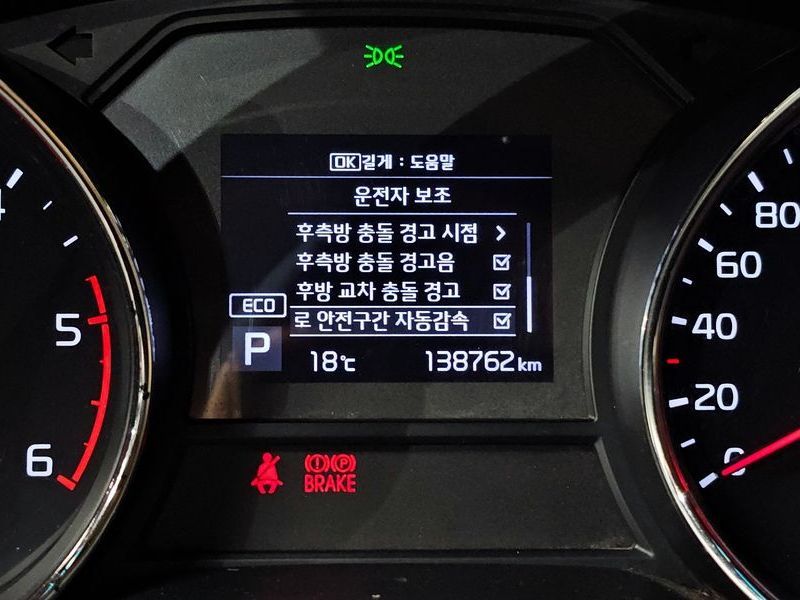 OK길게 : 도움말
운전자 보조
후측방 충돌 경고 시점
후측방 충돌 경고음
후방 교차 충돌 경고
로 안전구간 자동감속
ECO
P
18℃ 138762km
BRAKE
5
6
80
60
40
20
0